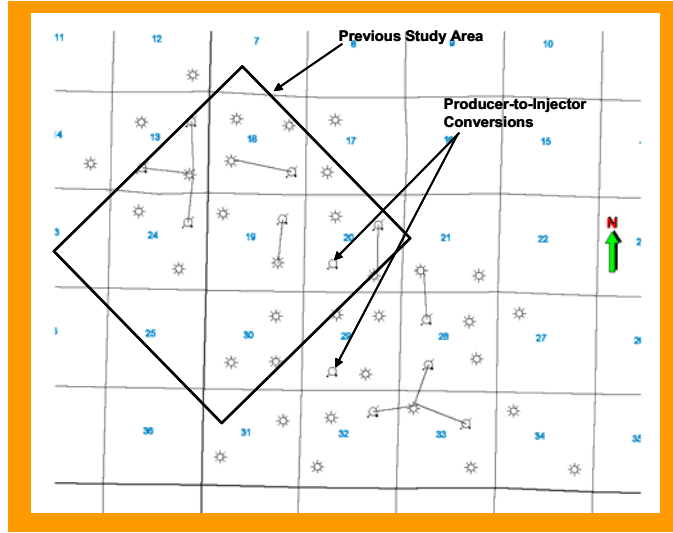 Previous Study Area
11 12 7 8 9 10
Producer-to-Injector
Conversions
14 13 18 17 16 15
N
24 19 20 21 22
25 30 29 28 27
36 31 32 33 34 35